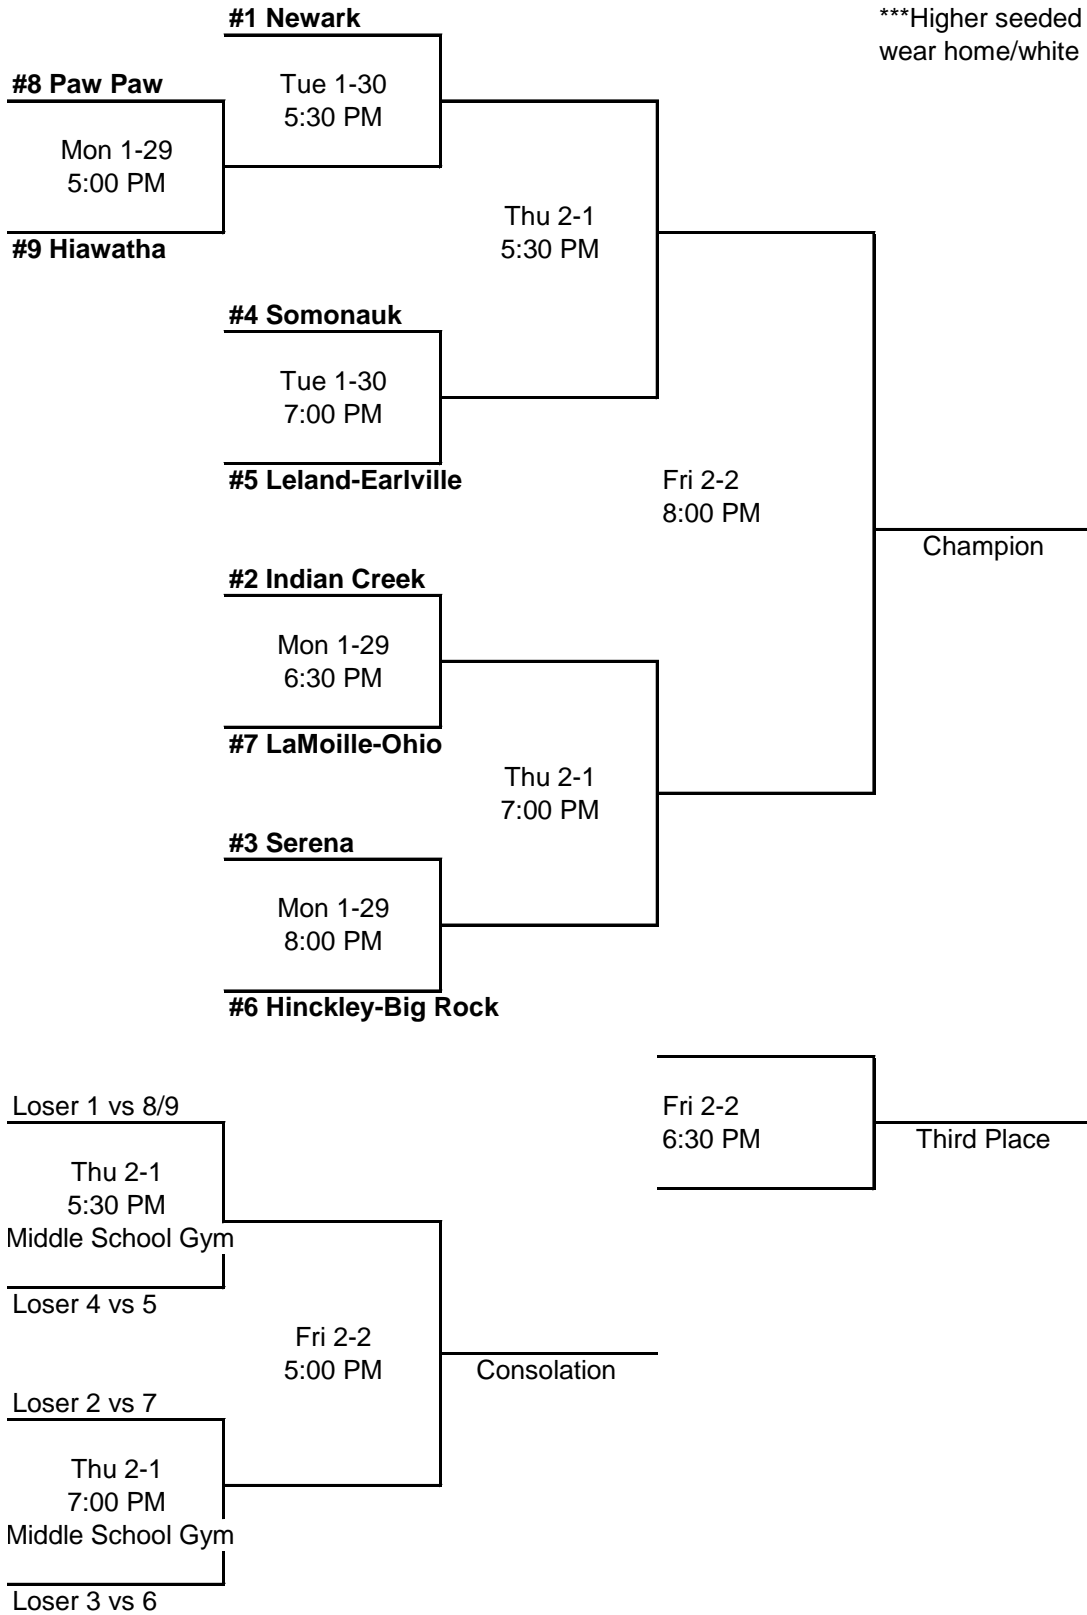 #1 Newark
***Higher seeded
wear home/white
#8 Paw Paw
Tue 1-30
5:30 PM
Mon 1-29
5:00 PM
#9 Hiawatha
Thu 2-1
5:30 PM
#4 Somonauk
Tue 1-30
7:00 PM
#5 Leland-Earlville
Fri 2-2
8:00 PM
Champion
#2 Indian Creek
Mon 1-29
6:30 PM
#7 LaMoille-Ohio
Thu 2-1
7:00 PM
#3 Serena
Mon 1-29
8:00 PM
#6 Hinckley-Big Rock
Loser 1 vs 8/9
Fri 2-2
6:30 PM
Third Place
Thu 2-1
5:30 PM
Middle School Gym
Loser 4 vs 5
Fri 2-2
5:00 PM
Consolation
Loser 2 vs 7
Thu 2-1
7:00 PM
Middle School Gym
Loser 3 vs 6